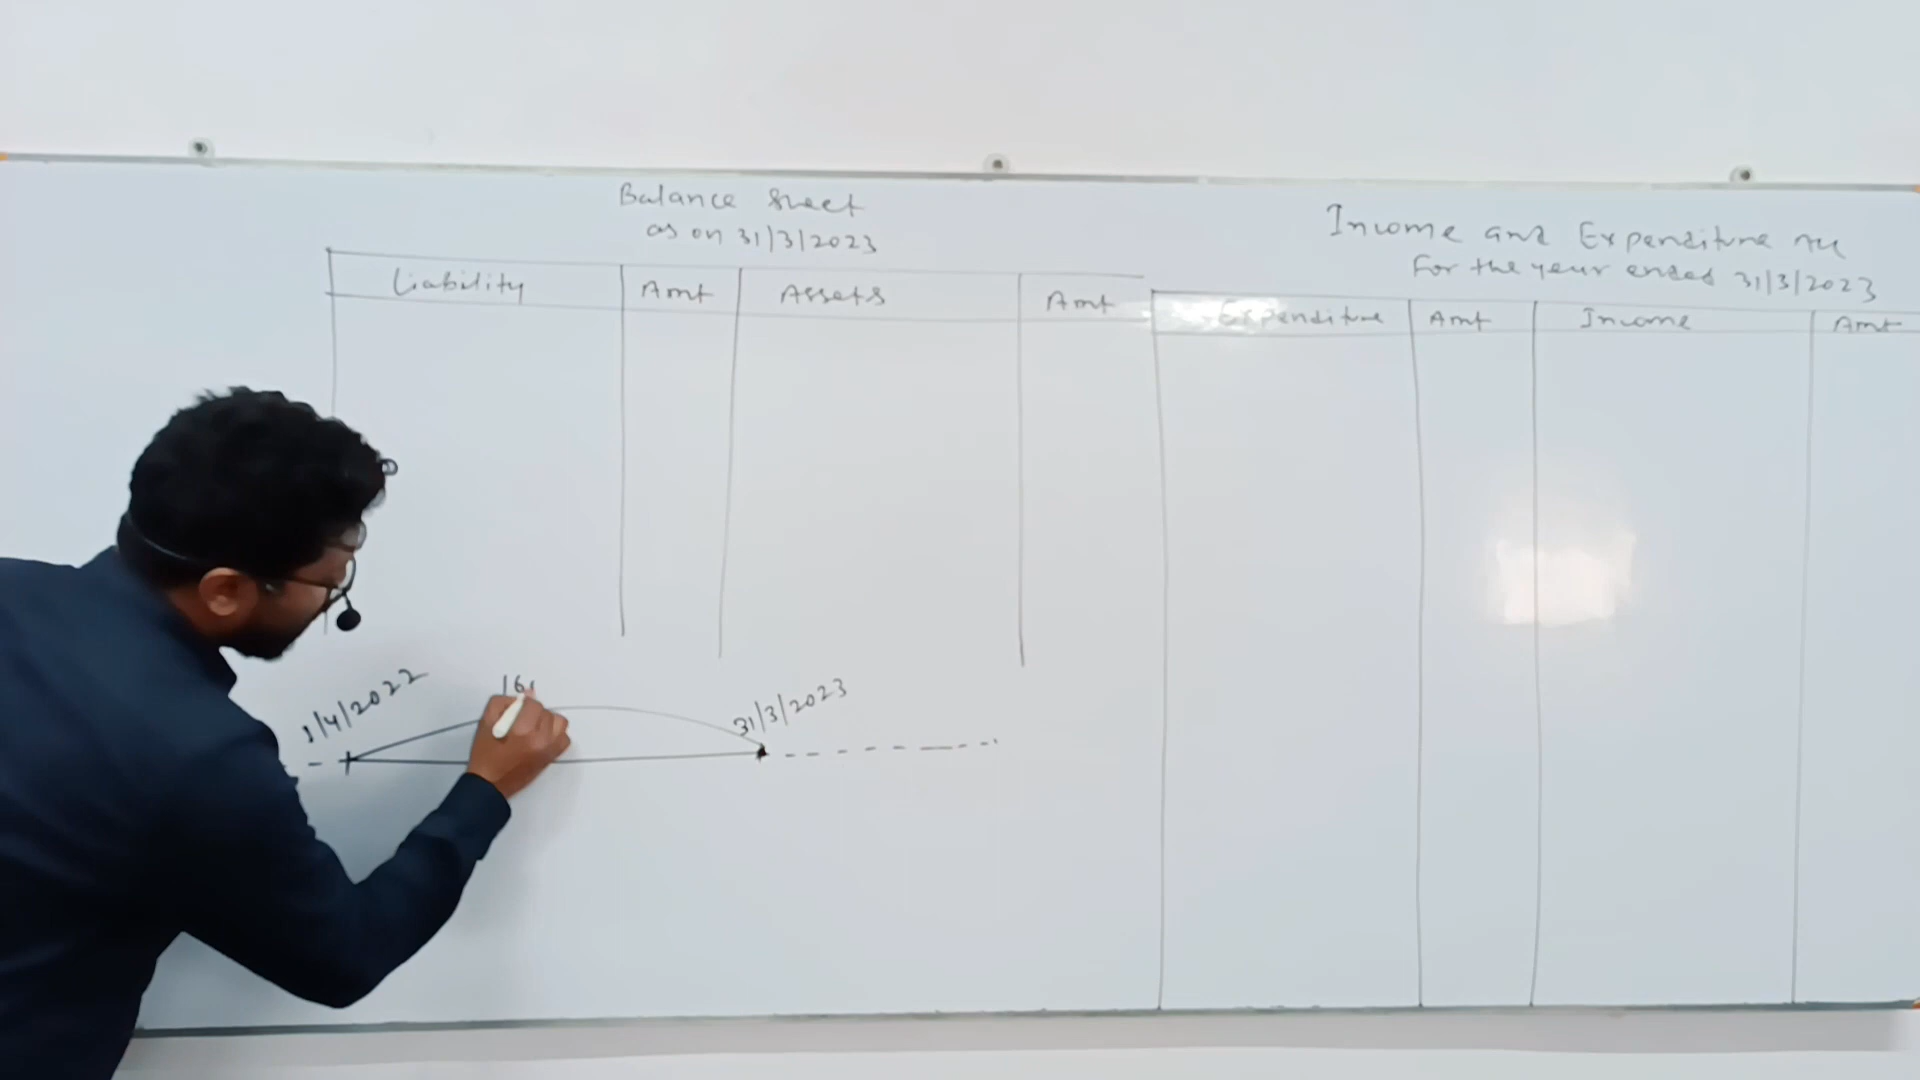 Balance Sheet
as on 31/3/2023
Liability Amt Assets Amt
Income and Expenditure A/c
For the year ended 31/3/2023
Expenditure Amt Income Amt
1/4/2022
16
31/3/2023